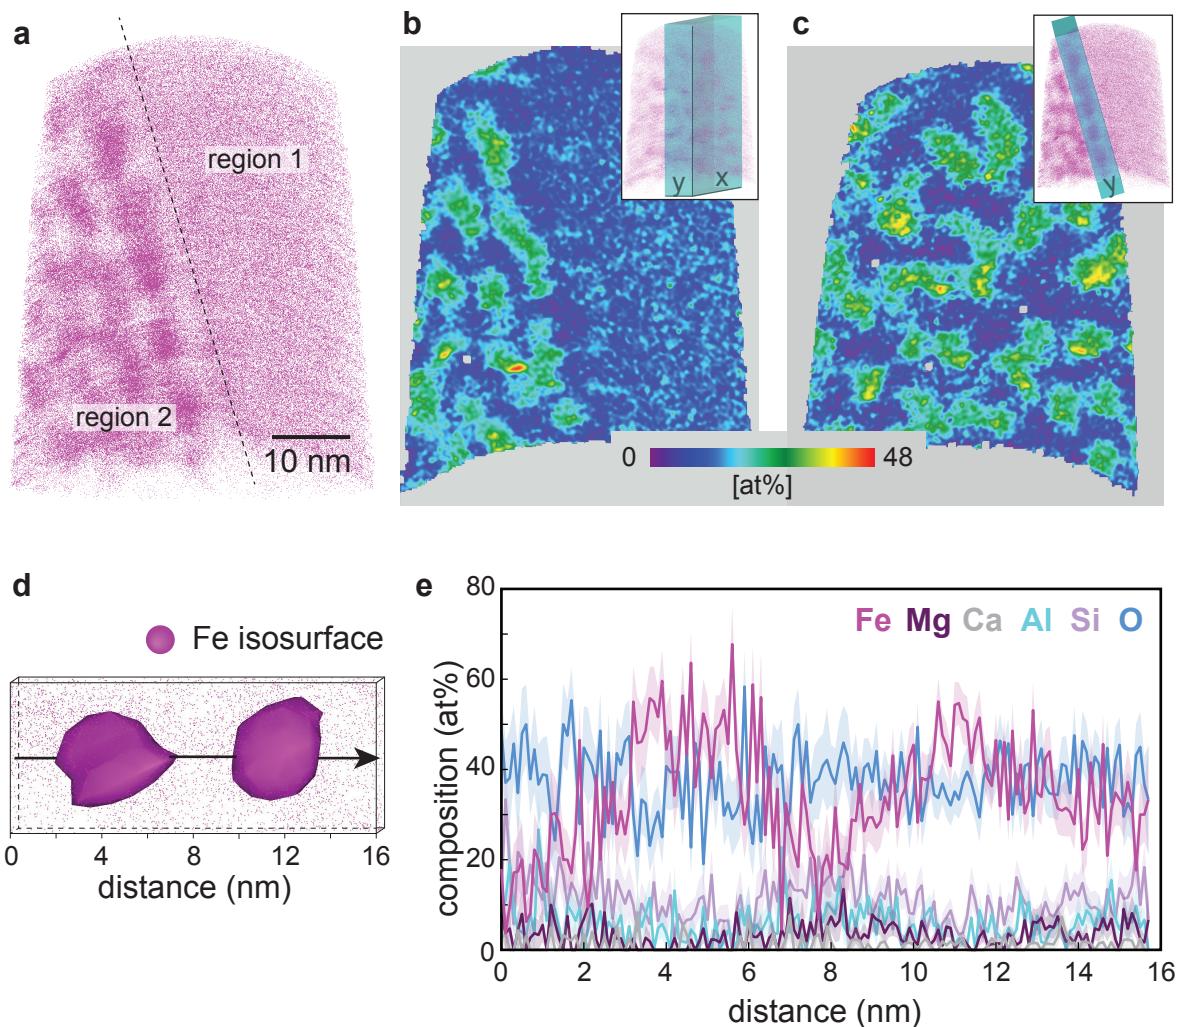 a
region 1
region 2
10 nm
b
y
x
c
y
0
48
[at%]
d
Fe isosurface
0
4
8
12
16
distance (nm)
e
80
60
40
20
0
composition (at%)
Fe Mg Ca Al Si O
0
2
4
6
8
10
12
14
16
distance (nm)